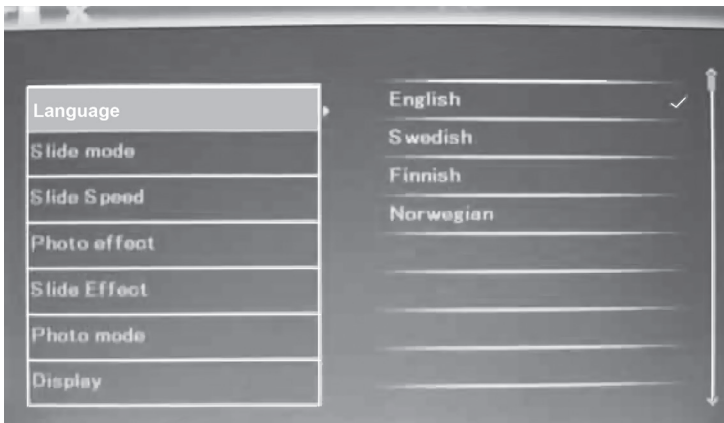 Language
Slide mode
Slide Speed
Photo effect
Slide Effect
Photo mode
Display
English
Swedish
Finnish
Norwegian